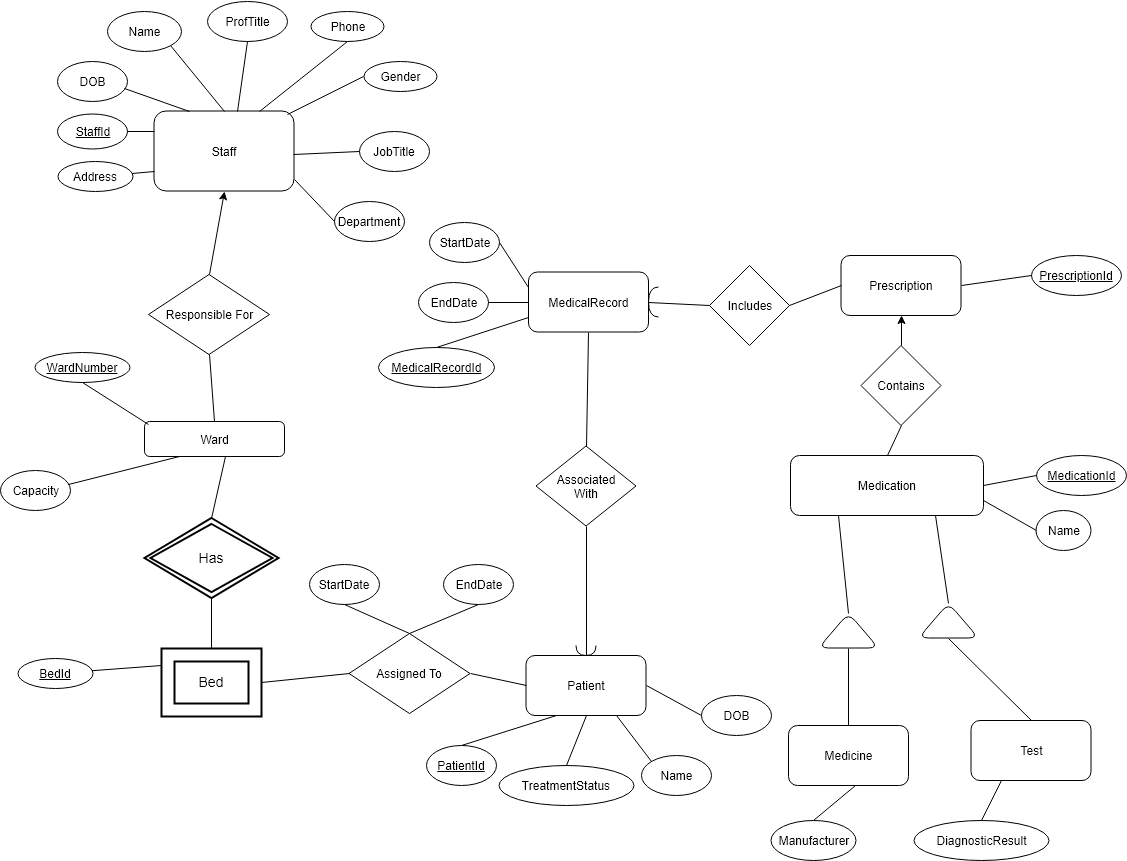 ProfTitle
Name
Phone
Gender
DOB
StaffId
Staff
JobTitle
Address
Department
StartDate
PrescriptionId
Prescription
EndDate
MedicalRecord
Includes
Responsible For
WardNumber
MedicalRecordId
Contains
Ward
Capacity
Associated
With
Medication
MedicationId
Name
Has
StartDate
EndDate
BedId
Bed
Assigned To
Patient
DOB
PatientId
TreatmentStatus
Name
Medicine
Test
Manufacturer
DiagnosticResult